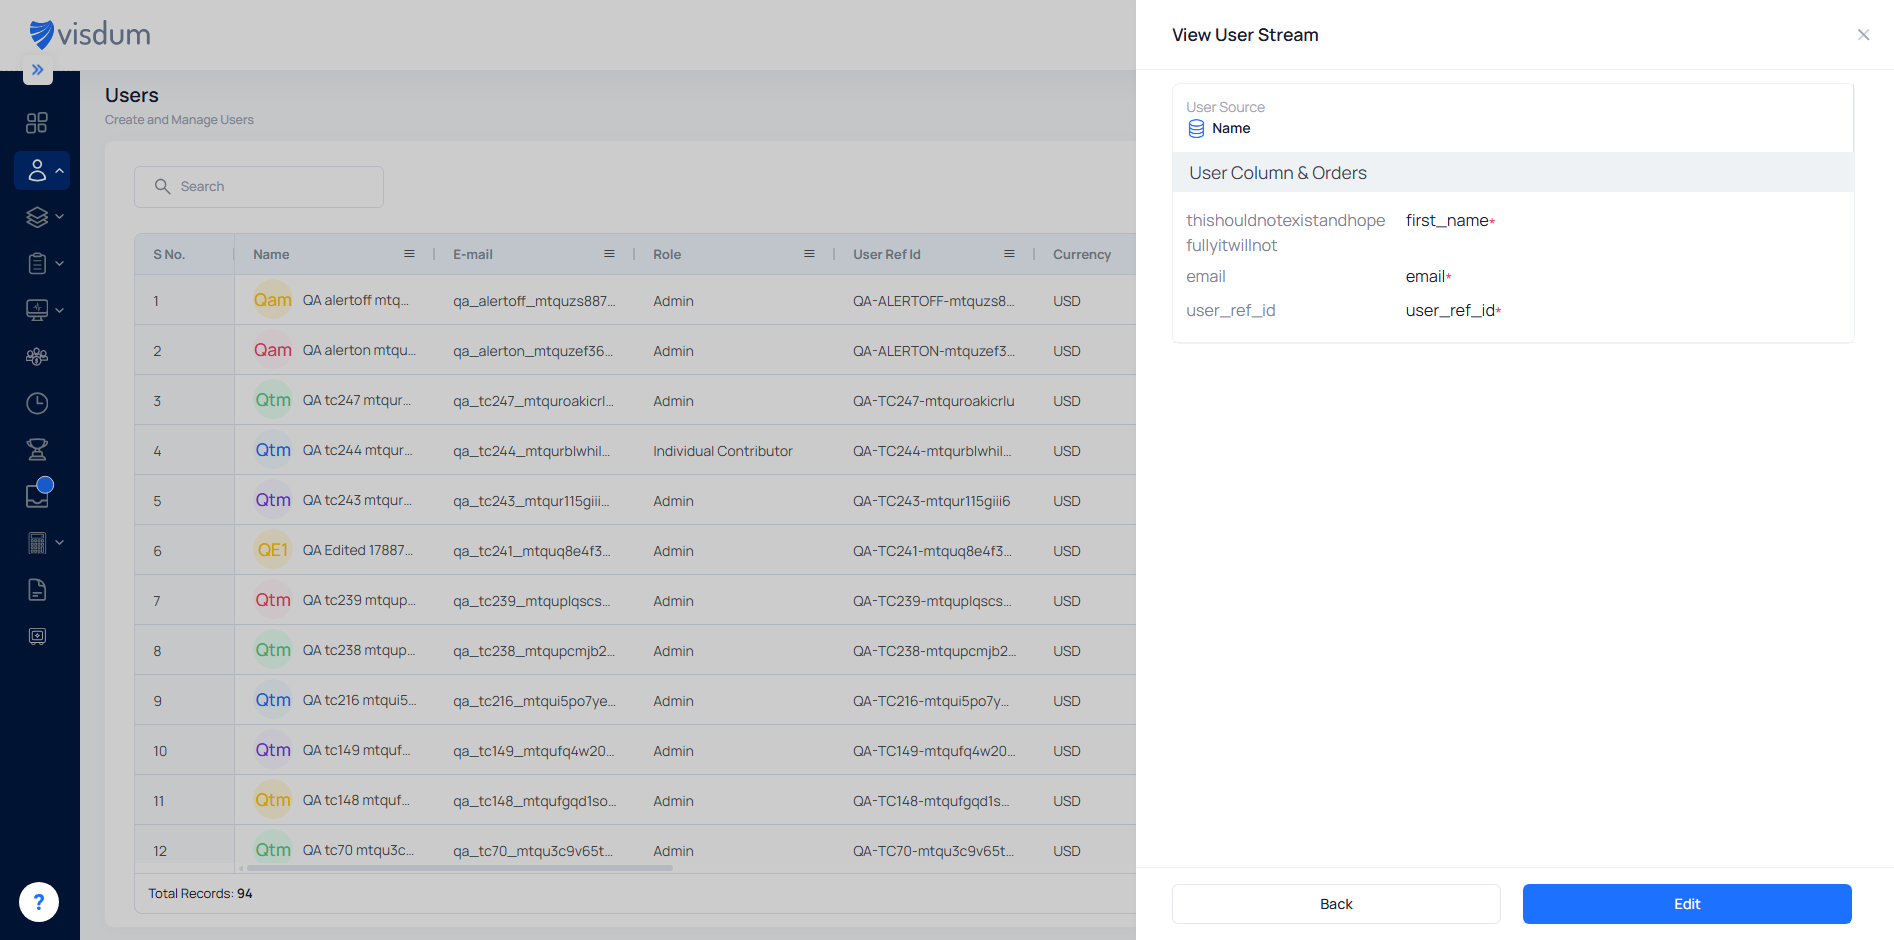 visdum
Users
Create and Manage Users
Search
S No. Name E-mail Role User Ref Id Currency
1 Qam QA alertoff mtq... qa_alertoff_mtquzs887... Admin QA-ALERTOFF-mtquzs8... USD
2 Qam QA alerton mtqu... qa_alerton_mtquzef36... Admin QA-ALERTON-mtquzef3... USD
3 Qtm QA tc247 mtqur... qa_tc247_mtquroakicrl... Admin QA-TC247-mtquroakicrlu USD
4 Qtm QA tc244 mtqur... qa_tc244_mtqurblwhil... Individual Contributor QA-TC244-mtqurblwhil... USD
5 Qtm QA tc243 mtqur... qa_tc243_mtqur115giii... Admin QA-TC243-mtqur115giii6 USD
6 QE1 QA Edited 17887... qa_tc241_mtquq8e4f3... Admin QA-TC241-mtquq8e4f3... USD
7 Qtm QA tc239 mtqup... qa_tc239_mtquplqscs... Admin QA-TC239-mtquplqscs... USD
8 Qtm QA tc238 mtqup... qa_tc238_mtqupcmjb2... Admin QA-TC238-mtqupcmjb2... USD
9 Qtm QA tc216 mtqui5... qa_tc216_mtqui5po7ye... Admin QA-TC216-mtqui5po7y... USD
10 Qtm QA tc149 mtquf... qa_tc149_mtqufq4w20... Admin QA-TC149-mtqufq4w20... USD
11 Qtm QA tc148 mtquf... qa_tc148_mtqufgqd1so... Admin QA-TC148-mtqufgqd1s... USD
12 Qtm QA tc70 mtqu3c... qa_tc70_mtqu3c9v65t... Admin QA-TC70-mtqu3c9v65t... USD
Total Records: 94
?
View User Stream
User Source
Name
User Column & Orders
thishouldnotexistandhope first_name*
fullyitwillnot
email email*
user_ref_id user_ref_id*
Back Edit